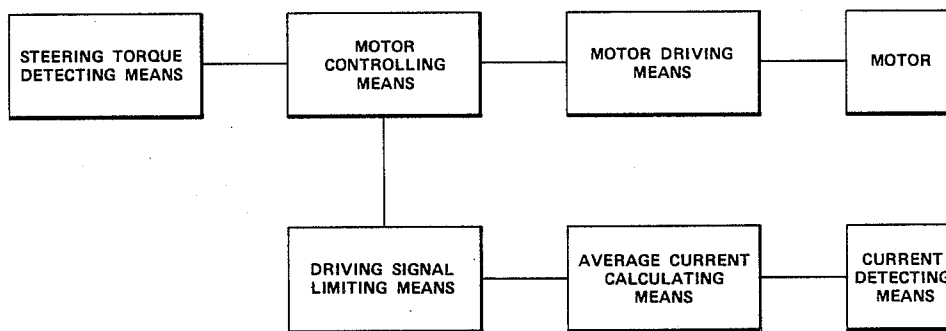 STEERING TORQUE
DETECTING MEANS
MOTOR
CONTROLLING
MEANS
MOTOR DRIVING
MEANS
MOTOR
DRIVING SIGNAL
LIMITING MEANS
AVERAGE CURRENT
CALCULATING
MEANS
CURRENT
DETECTING
MEANS